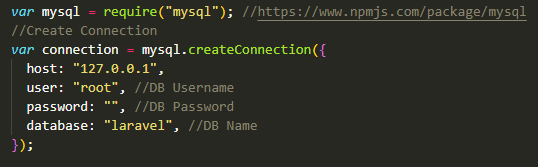 var mysql = require("mysql"); //https://www.npmjs.com/package/mysql
//Create Connection
var connection = mysql.createConnection({
  host: "127.0.0.1",
  user: "root", //DB Username
  password: "", //DB Password
  database: "laravel", //DB Name
});